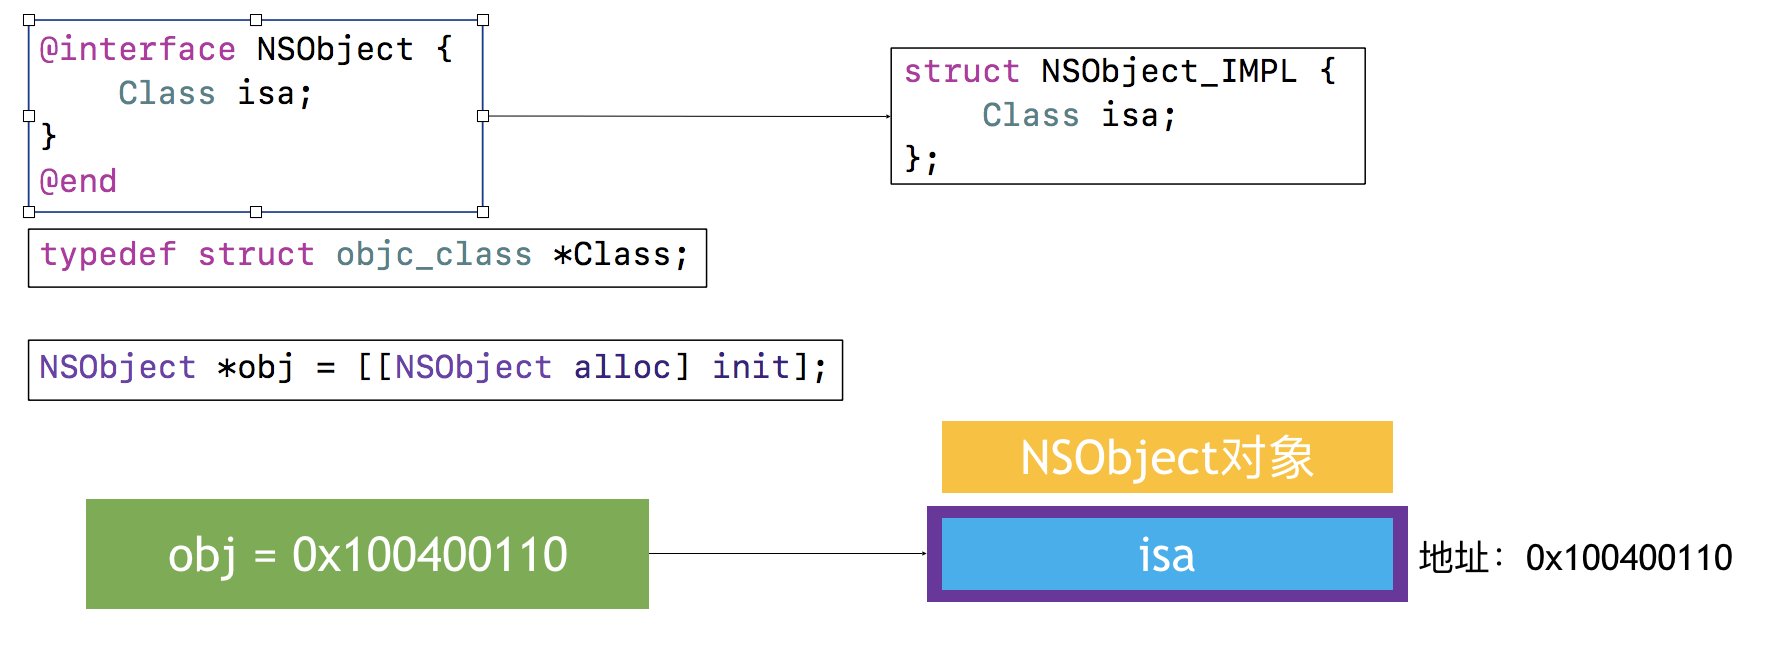 @interface NSObject {
    Class isa;
}
@end
struct NSObject_IMPL {
    Class isa;
};
typedef struct objc_class *Class;
NSObject *obj = [[NSObject alloc] init];
NSObject对象
obj = 0x100400110
isa
地址：0x100400110